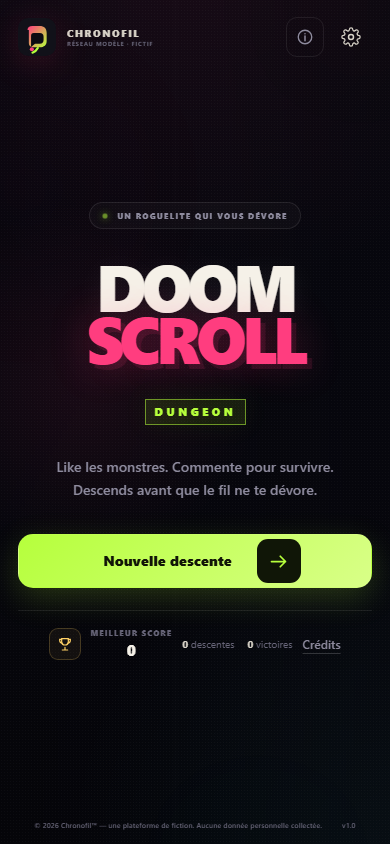 CHRONOFIL
RÉSEAU MODÈLE · FICTIF
UN ROGUELITE QUI VOUS DÉVORE
DOOM
SCROLL
DUNGEON
Like les monstres. Commente pour survivre.
Descends avant que le fil ne te dévore.
Nouvelle descente
MEILLEUR SCORE
0
0 descentes
0 victoires
Crédits
© 2026 Chronofil™ — une plateforme de fiction. Aucune donnée personnelle collectée.
v1.0